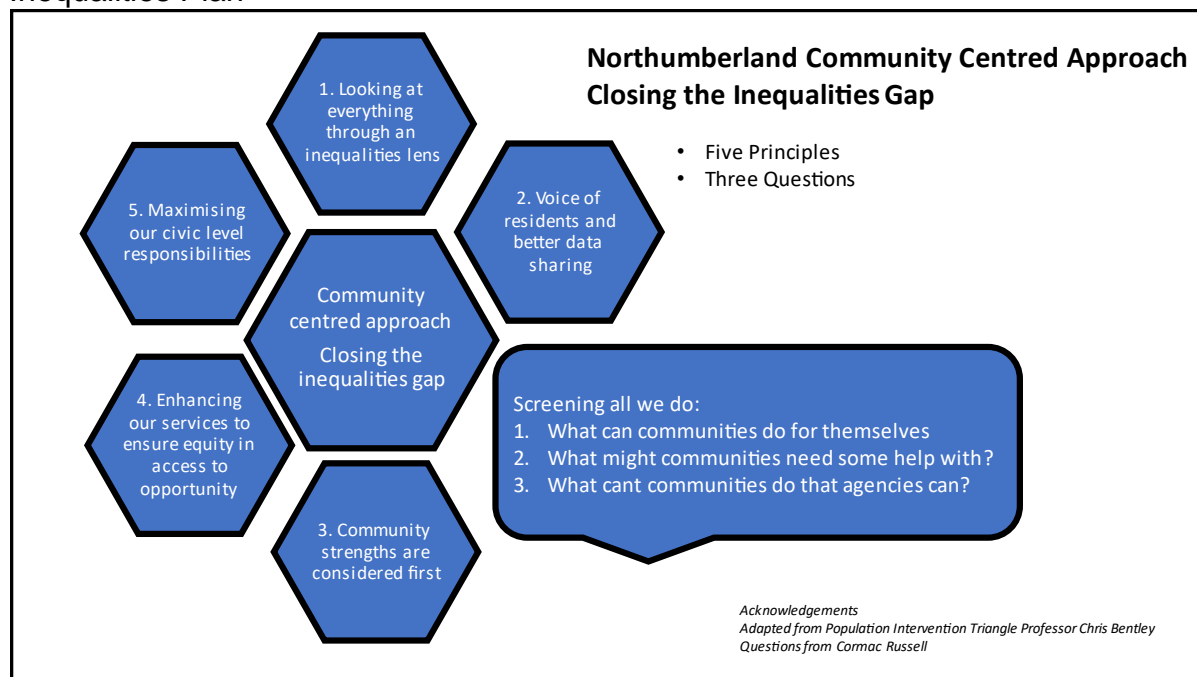 Inequalities Plan
Northumberland Community Centred Approach
Closing the Inequalities Gap
• Five Principles
• Three Questions
1. Looking at
everything
through an
inequalities lens
2. Voice of
residents and
better data
sharing
5. Maximising
our civic level
responsibilities
Community
centred approach
Closing the
inequalities gap
4. Enhancing
our services to
ensure equity in
access to
opportunity
3. Community
strengths are
considered first
Screening all we do:
1. What can communities do for themselves
2. What might communities need some help with?
3. What cant communities do that agencies can?
Acknowledgements
Adapted from Population Intervention Triangle Professor Chris Bentley
Questions from Cormac Russell